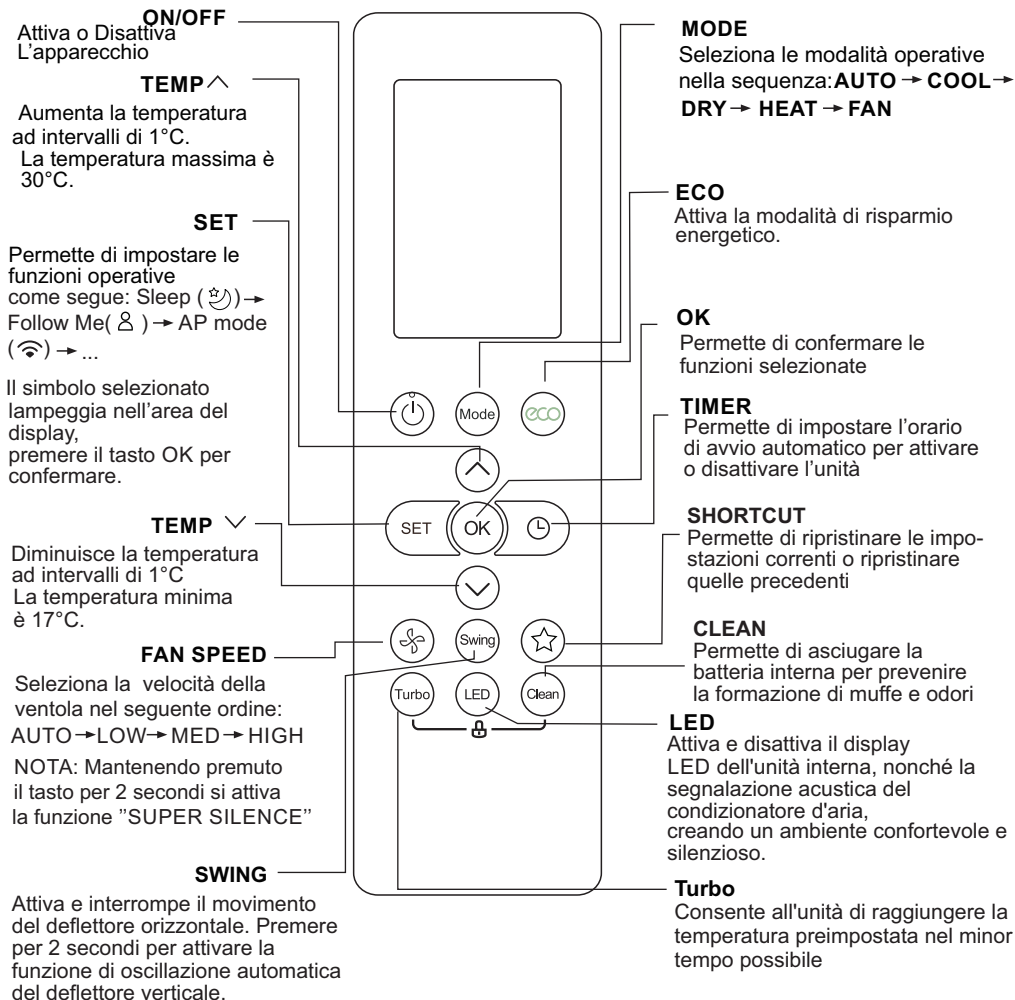 ON/OFF
Attiva o Disattiva
L'apparecchio
TEMP
Aumenta la temperatura
ad intervalli di 1°C.
La temperatura massima è
30°C.
SET
Permette di impostare le
funzioni operative
come segue: Sleep ( ) →
Follow Me( ) → AP mode
( ) → ...
Il simbolo selezionato
lampeggia nell'area del
display,
premere il tasto OK per
confermare.
TEMP
Diminuisce la temperatura
ad intervalli di 1°C
La temperatura minima
è 17°C.
FAN SPEED
Seleziona la velocità della
ventola nel seguente ordine:
AUTO → LOW → MED → HIGH
NOTA: Mantenendo premuto
il tasto per 2 secondi si attiva
la funzione "SUPER SILENCE"
SWING
Attiva e interrompe il movimento
del deflettore orizzontale. Premere
per 2 secondi per attivare la
funzione di oscillazione automatica
del deflettore verticale.
Mode
eco
SET
OK
Swing
Turbo
LED
Clean
MODE
Seleziona le modalità operative
nella sequenza: AUTO → COOL →
DRY → HEAT → FAN
ECO
Attiva la modalità di risparmio
energetico.
OK
Permette di confermare le
funzioni selezionate
TIMER
Permette di impostare l'orario
di avvio automatico per attivare
o disattivare l'unità
SHORTCUT
Permette di ripristinare le impo-
stazioni correnti o ripristinare
quelle precedenti
CLEAN
Permette di asciugare la
batteria interna per prevenire
la formazione di muffe e odori
LED
Attiva e disattiva il display
LED dell'unità interna, nonché la
segnalazione acustica del
condizionatore d'aria,
creando un ambiente confortevole e
silenzioso.
Turbo
Consente all'unità di raggiungere la
temperatura preimpostata nel minor
tempo possibile